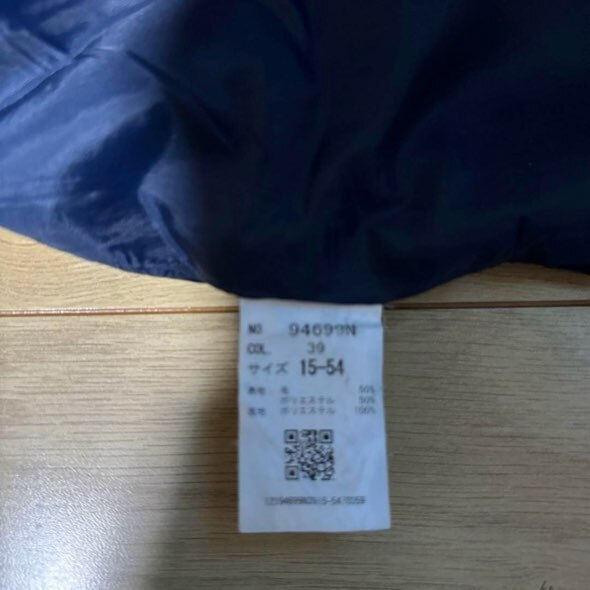 NO 94699N
COL. 39
サイズ 15-54
表地 毛 50%
ポリエステル 50%
裏地 ポリエステル 100%